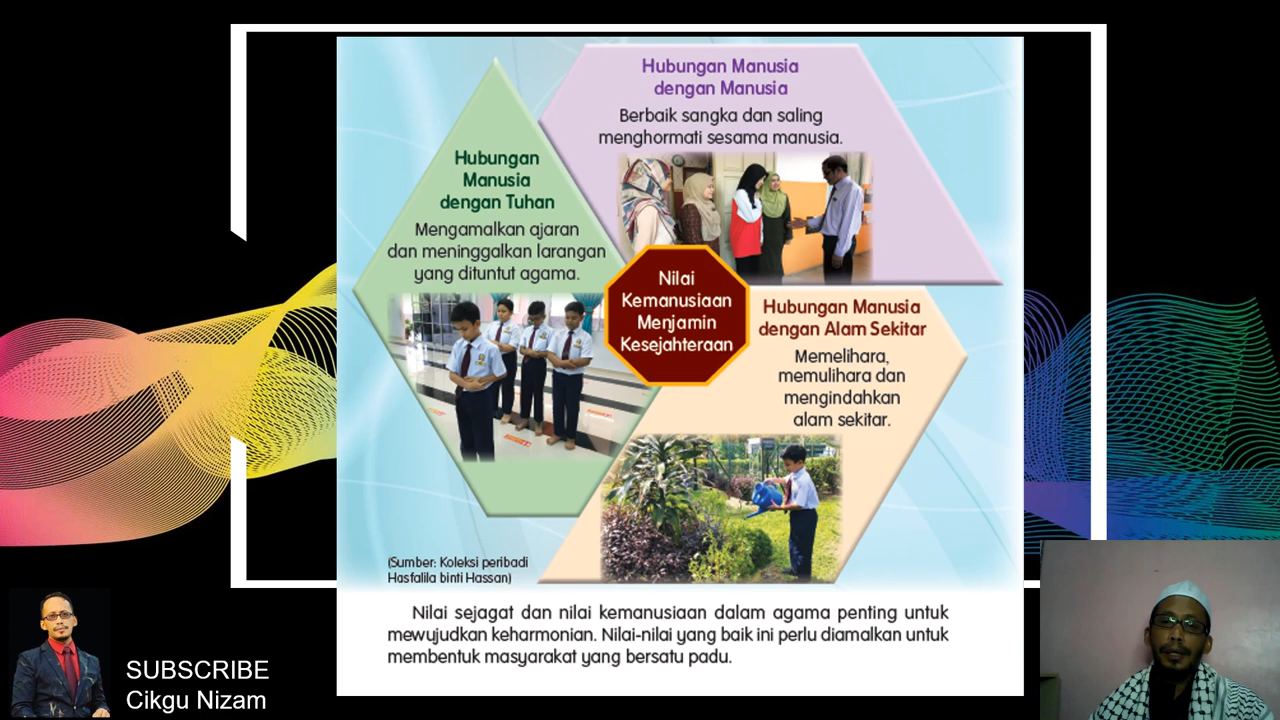 Hubungan Manusia
dengan Manusia
Berbaik sangka dan saling
menghormati sesama manusia.
Hubungan
Manusia
dengan Tuhan
Mengamalkan ajaran
dan meninggalkan larangan
yang dituntut agama.
Nilai
Kemanusiaan
Menjamin
Kesejahteraan
Hubungan Manusia
dengan Alam Sekitar
Memelihara,
memulihara dan
mengindahkan
alam sekitar.
(Sumber: Koleksi peribadi
Hasfalila binti Hassan)
Nilai sejagat dan nilai kemanusiaan dalam agama penting untuk
mewujudkan keharmonian. Nilai-nilai yang baik ini perlu diamalkan untuk
membentuk masyarakat yang bersatu padu.
SUBSCRIBE
Cikgu Nizam